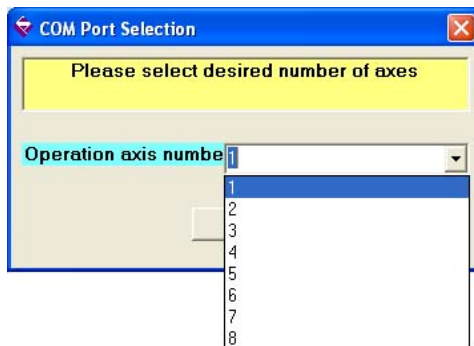 COM Port Selection
Please select desired number of axes
Operation axis numbe 1
1
2
3
4
5
6
7
8